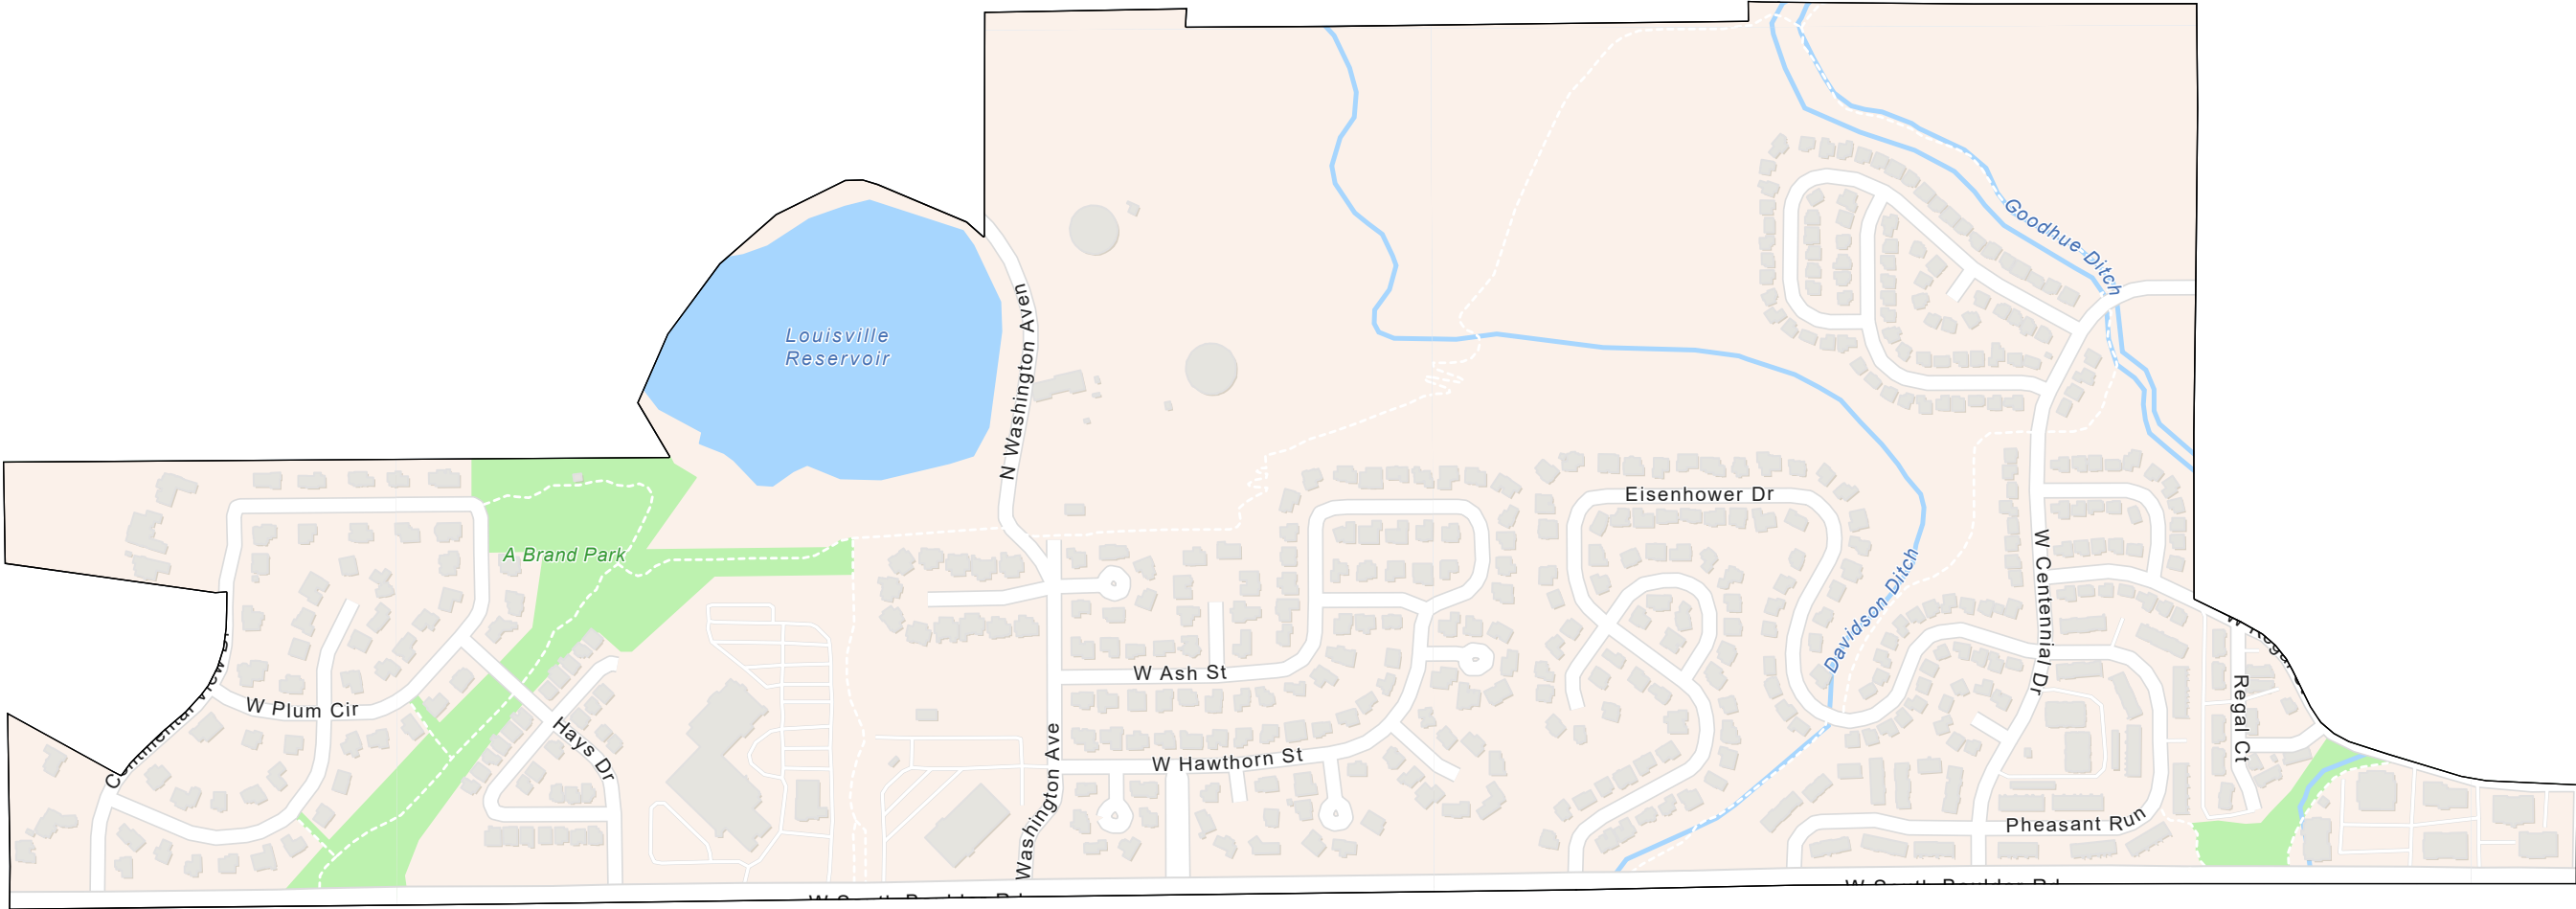 Goodhue Ditch
Louisville
Reservoir
N Washington Aven
Eisenhower Dr
A Brand Park
Davidson Ditch
W Centennial Dr
W Ash St
W Plum Cir
Hays Dr
Regal Ct
W Hawthorn St
Washington Ave
Pheasant Run